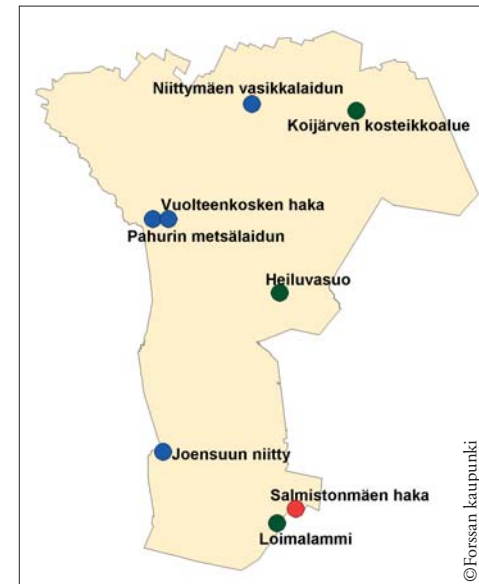 Niittymäen vasikkalaidun
Koijärven kosteikkoalue
Vuolteenkosken haka
Pahurin metsälaidun
Heiluvasuo
Joensuun niitty
Salmistonmäen haka
Loimalammi
©Forssan kaupunki